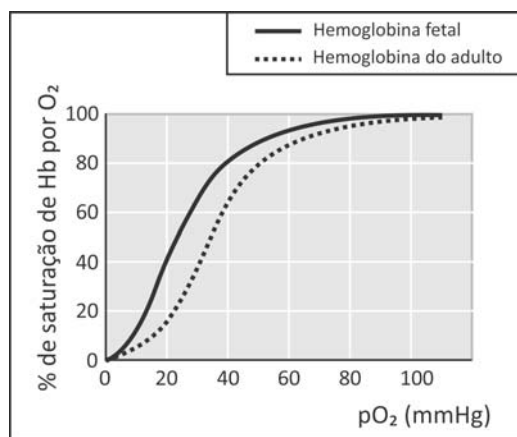 Hemoglobina fetal
Hemoglobina do adulto
% de saturação de Hb por O₂
100
80
60
40
20
0
0 20 40 60 80 100
pO₂ (mmHg)